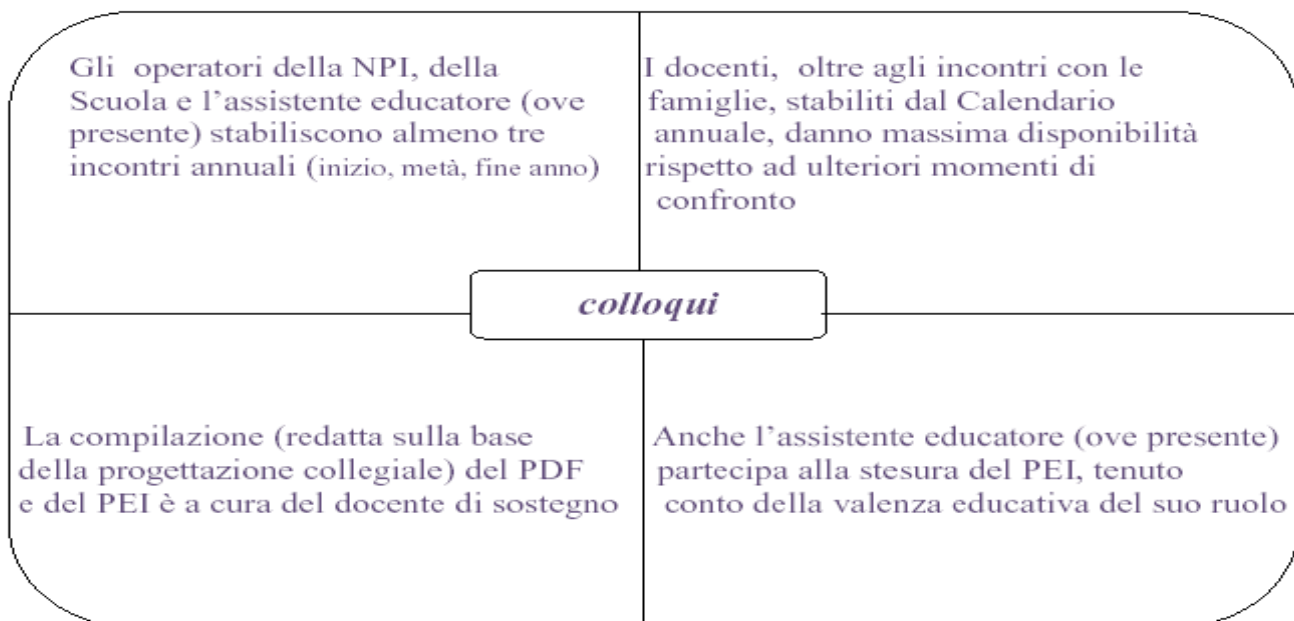 Gli operatori della NPI, della
Scuola e l'assistente educatore (ove
presente) stabiliscono almeno tre
incontri annuali (inizio, metà, fine anno)
I docenti, oltre agli incontri con le
famiglie, stabiliti dal Calendario
annuale, danno massima disponibilità
rispetto ad ulteriori momenti di
confronto
colloqui
La compilazione (redatta sulla base
della progettazione collegiale) del PDF
e del PEI è a cura del docente di sostegno
Anche l'assistente educatore (ove presente)
partecipa alla stesura del PEI, tenuto
conto della valenza educativa del suo ruolo